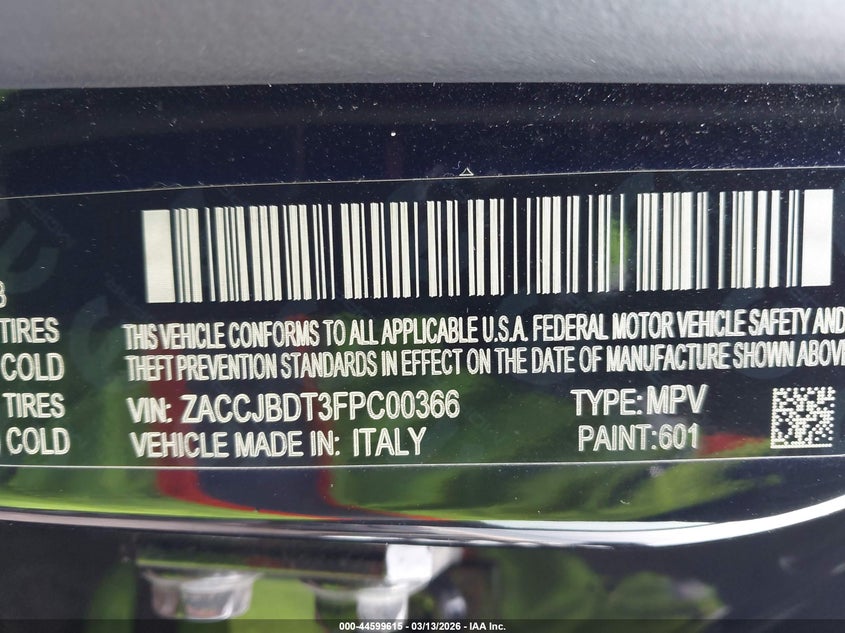 TIRES
COLD
TIRES
COLD
THIS VEHICLE CONFORMS TO ALL APPLICABLE U.S.A. FEDERAL MOTOR VEHICLE SAFETY AND
THEFT PREVENTION STANDARDS IN EFFECT ON THE DATE OF MANUFACTURE SHOWN ABOVE
VIN: ZACCJBDT3FPC00366
TYPE: MPV
VEHICLE MADE IN: ITALY
PAINT:601
000-44599615 - 03/13/2026 - IAA Inc.